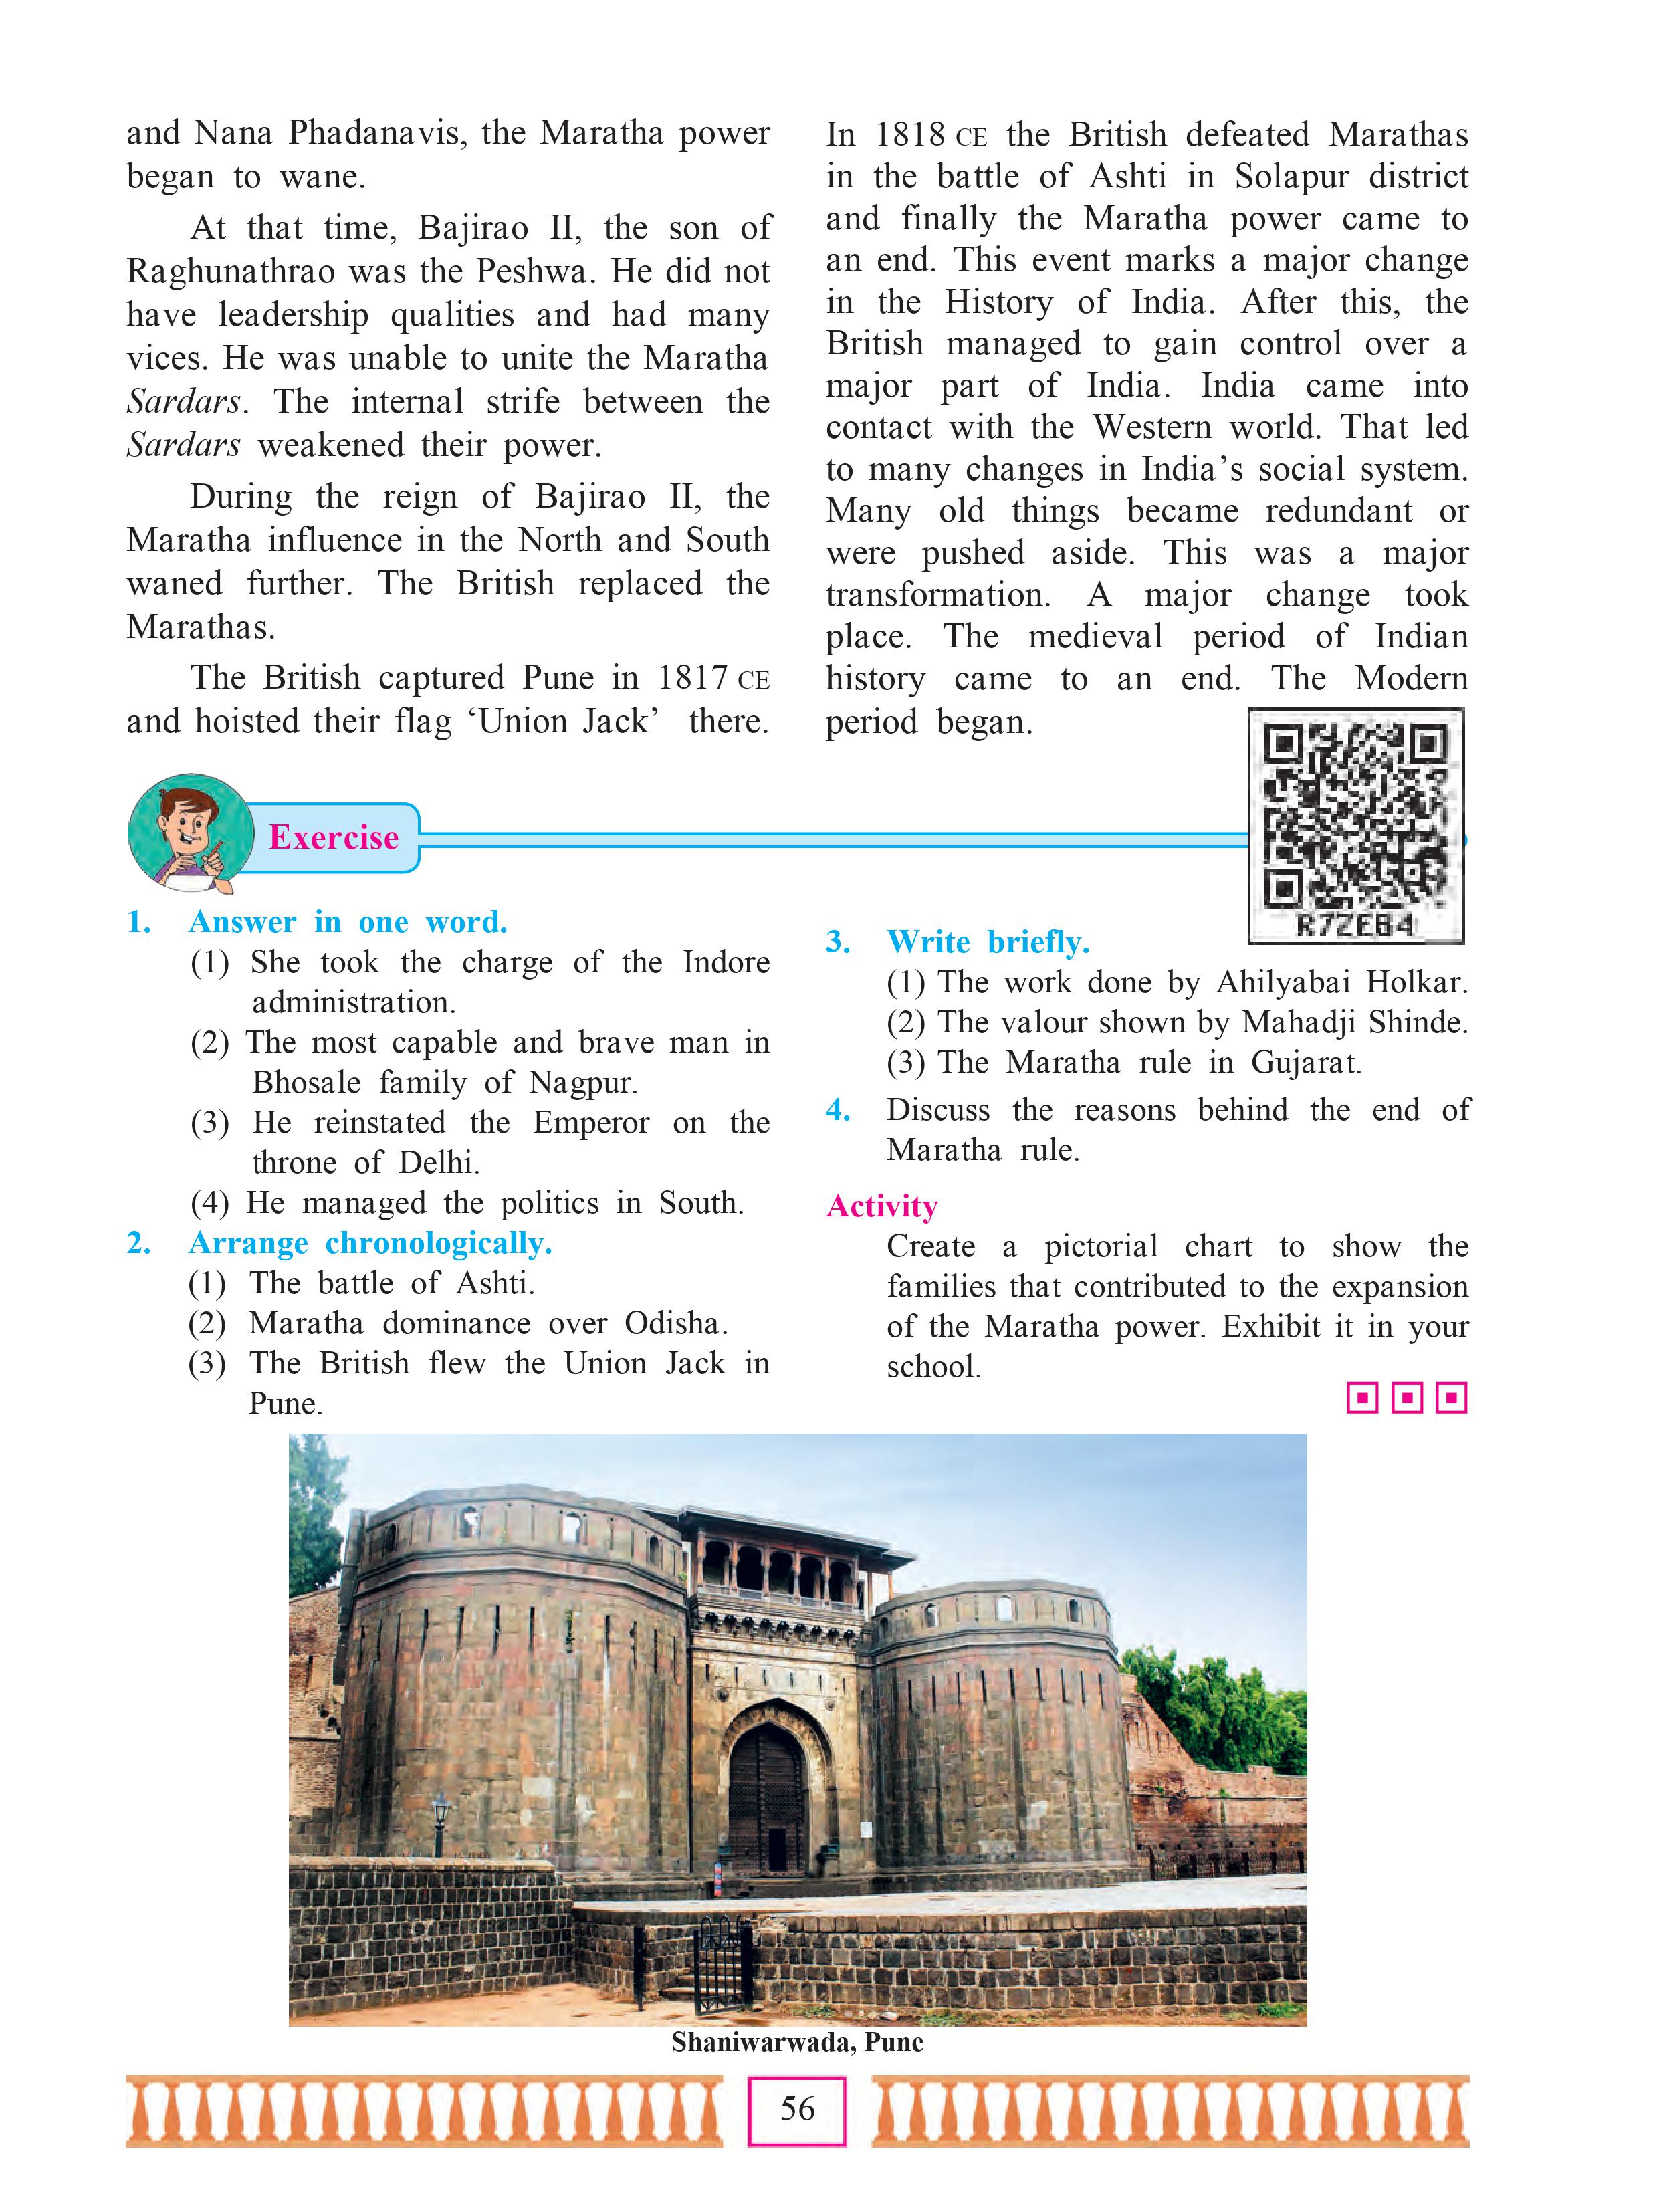 and Nana Phadanavis, the Maratha power
began to wane.
At that time, Bajirao II, the son of
Raghunathrao was the Peshwa. He did not
have leadership qualities and had many
vices. He was unable to unite the Maratha
Sardars. The internal strife between the
Sardars weakened their power.
During the reign of Bajirao II, the
Maratha influence in the North and South
waned further. The British replaced the
Marathas.
The British captured Pune in 1817 CE
and hoisted their flag ‘Union Jack’ there.
In 1818 CE the British defeated Marathas
in the battle of Ashti in Solapur district
and finally the Maratha power came to
an end. This event marks a major change
in the History of India. After this, the
British managed to gain control over a
major part of India. India came into
contact with the Western world. That led
to many changes in India’s social system.
Many old things became redundant or
were pushed aside. This was a major
transformation. A major change took
place. The medieval period of Indian
history came to an end. The Modern
period began.
R7ZE84
Exercise
1. Answer in one word.
(1) She took the charge of the Indore
administration.
(2) The most capable and brave man in
Bhosale family of Nagpur.
(3) He reinstated the Emperor on the
throne of Delhi.
(4) He managed the politics in South.
2. Arrange chronologically.
(1) The battle of Ashti.
(2) Maratha dominance over Odisha.
(3) The British flew the Union Jack in
Pune.
3. Write briefly.
(1) The work done by Ahilyabai Holkar.
(2) The valour shown by Mahadji Shinde.
(3) The Maratha rule in Gujarat.
4. Discuss the reasons behind the end of
Maratha rule.
Activity
Create a pictorial chart to show the
families that contributed to the expansion
of the Maratha power. Exhibit it in your
school.
Shaniwarwada, Pune
56